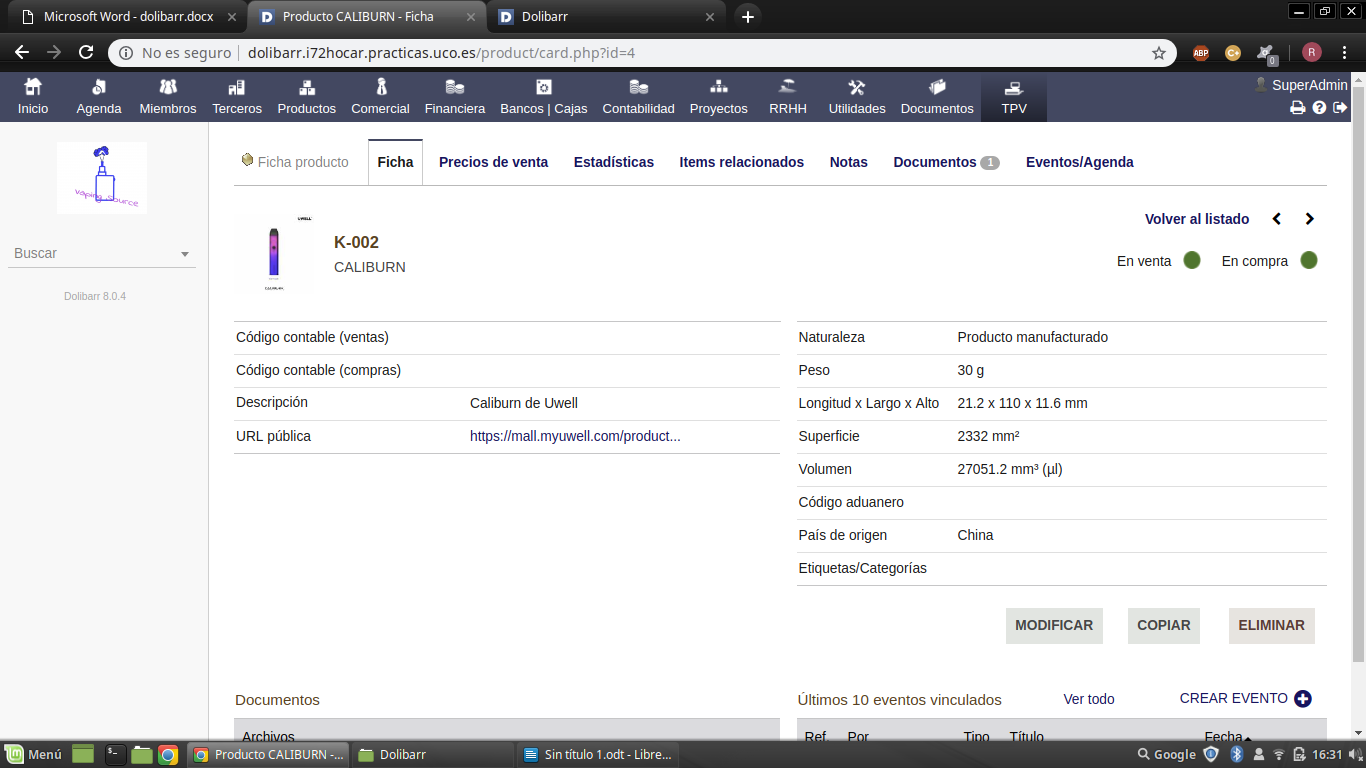 Microsoft Word - dolibarr.docx
Producto CALIBURN - Ficha
Dolibarr
No es seguro | dolibarr.i72hocar.practicas.uco.es/product/card.php?id=4
ABP
C+
0
R
Inicio Agenda Miembros Terceros Productos Comercial Financiera Bancos | Cajas Contabilidad Proyectos RRHH Utilidades Documentos TPV
SuperAdmin
Vaping Source
Buscar
Dolibarr 8.0.4
Ficha producto Ficha Precios de venta Estadísticas Items relacionados Notas Documentos 1 Eventos/Agenda
UWELL
CALIBURN
K-002
CALIBURN
Volver al listado
En venta En compra
Código contable (ventas)
Código contable (compras)
Descripción Caliburn de Uwell
URL pública https://mall.myuwell.com/product...
Naturaleza Producto manufacturado
Peso 30 g
Longitud x Largo x Alto 21.2 x 110 x 11.6 mm
Superficie 2332 mm²
Volumen 27051.2 mm³ (µl)
Código aduanero
País de origen China
Etiquetas/Categorías
MODIFICAR COPIAR ELIMINAR
Documentos
Archivos
Últimos 10 eventos vinculados Ver todo CREAR EVENTO
Ref. Por Tipo Título Fecha
Menú
Producto CALIBURN -...
Dolibarr
Sin título 1.odt - Libre...
Google
16:31